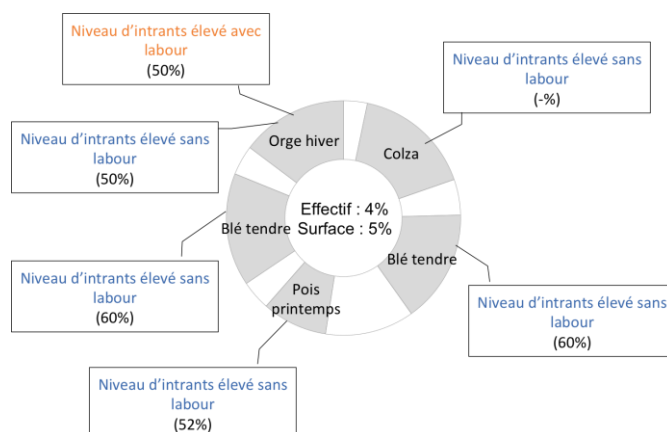 Niveau d’intrants élevé avec
labour
(50%)
Niveau d’intrants élevé sans
labour
(-%)
Niveau d’intrants élevé sans
labour
(50%)
Orge hiver
Colza
Effectif : 4%
Surface : 5%
Blé tendre
Blé tendre
Niveau d’intrants élevé sans
labour
(60%)
Pois
printemps
Niveau d’intrants élevé sans
labour
(60%)
Niveau d’intrants élevé sans
labour
(52%)